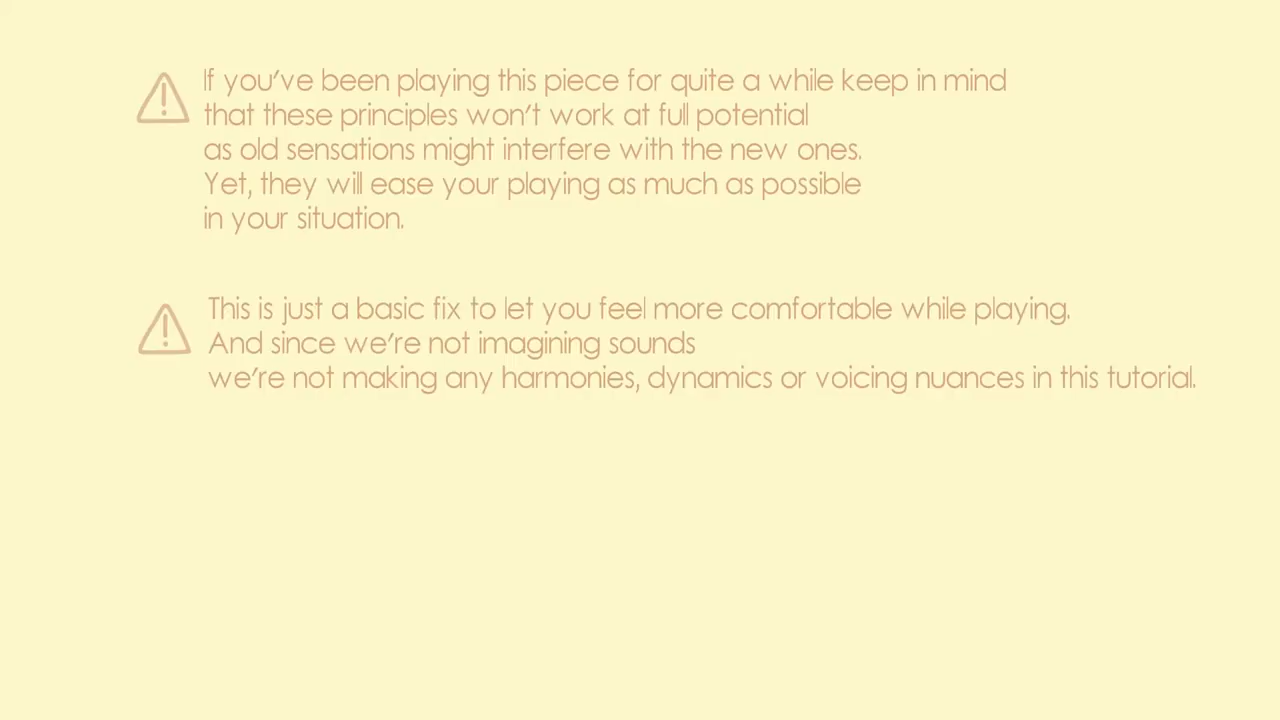 If you've been playing this piece for quite a while keep in mind
that these principles won't work at full potential
as old sensations might interfere with the new ones.
Yet, they will ease your playing as much as possible
in your situation.
This is just a basic fix to let you feel more comfortable while playing.
And since we're not imagining sounds
we're not making any harmonies, dynamics or voicing nuances in this tutorial.